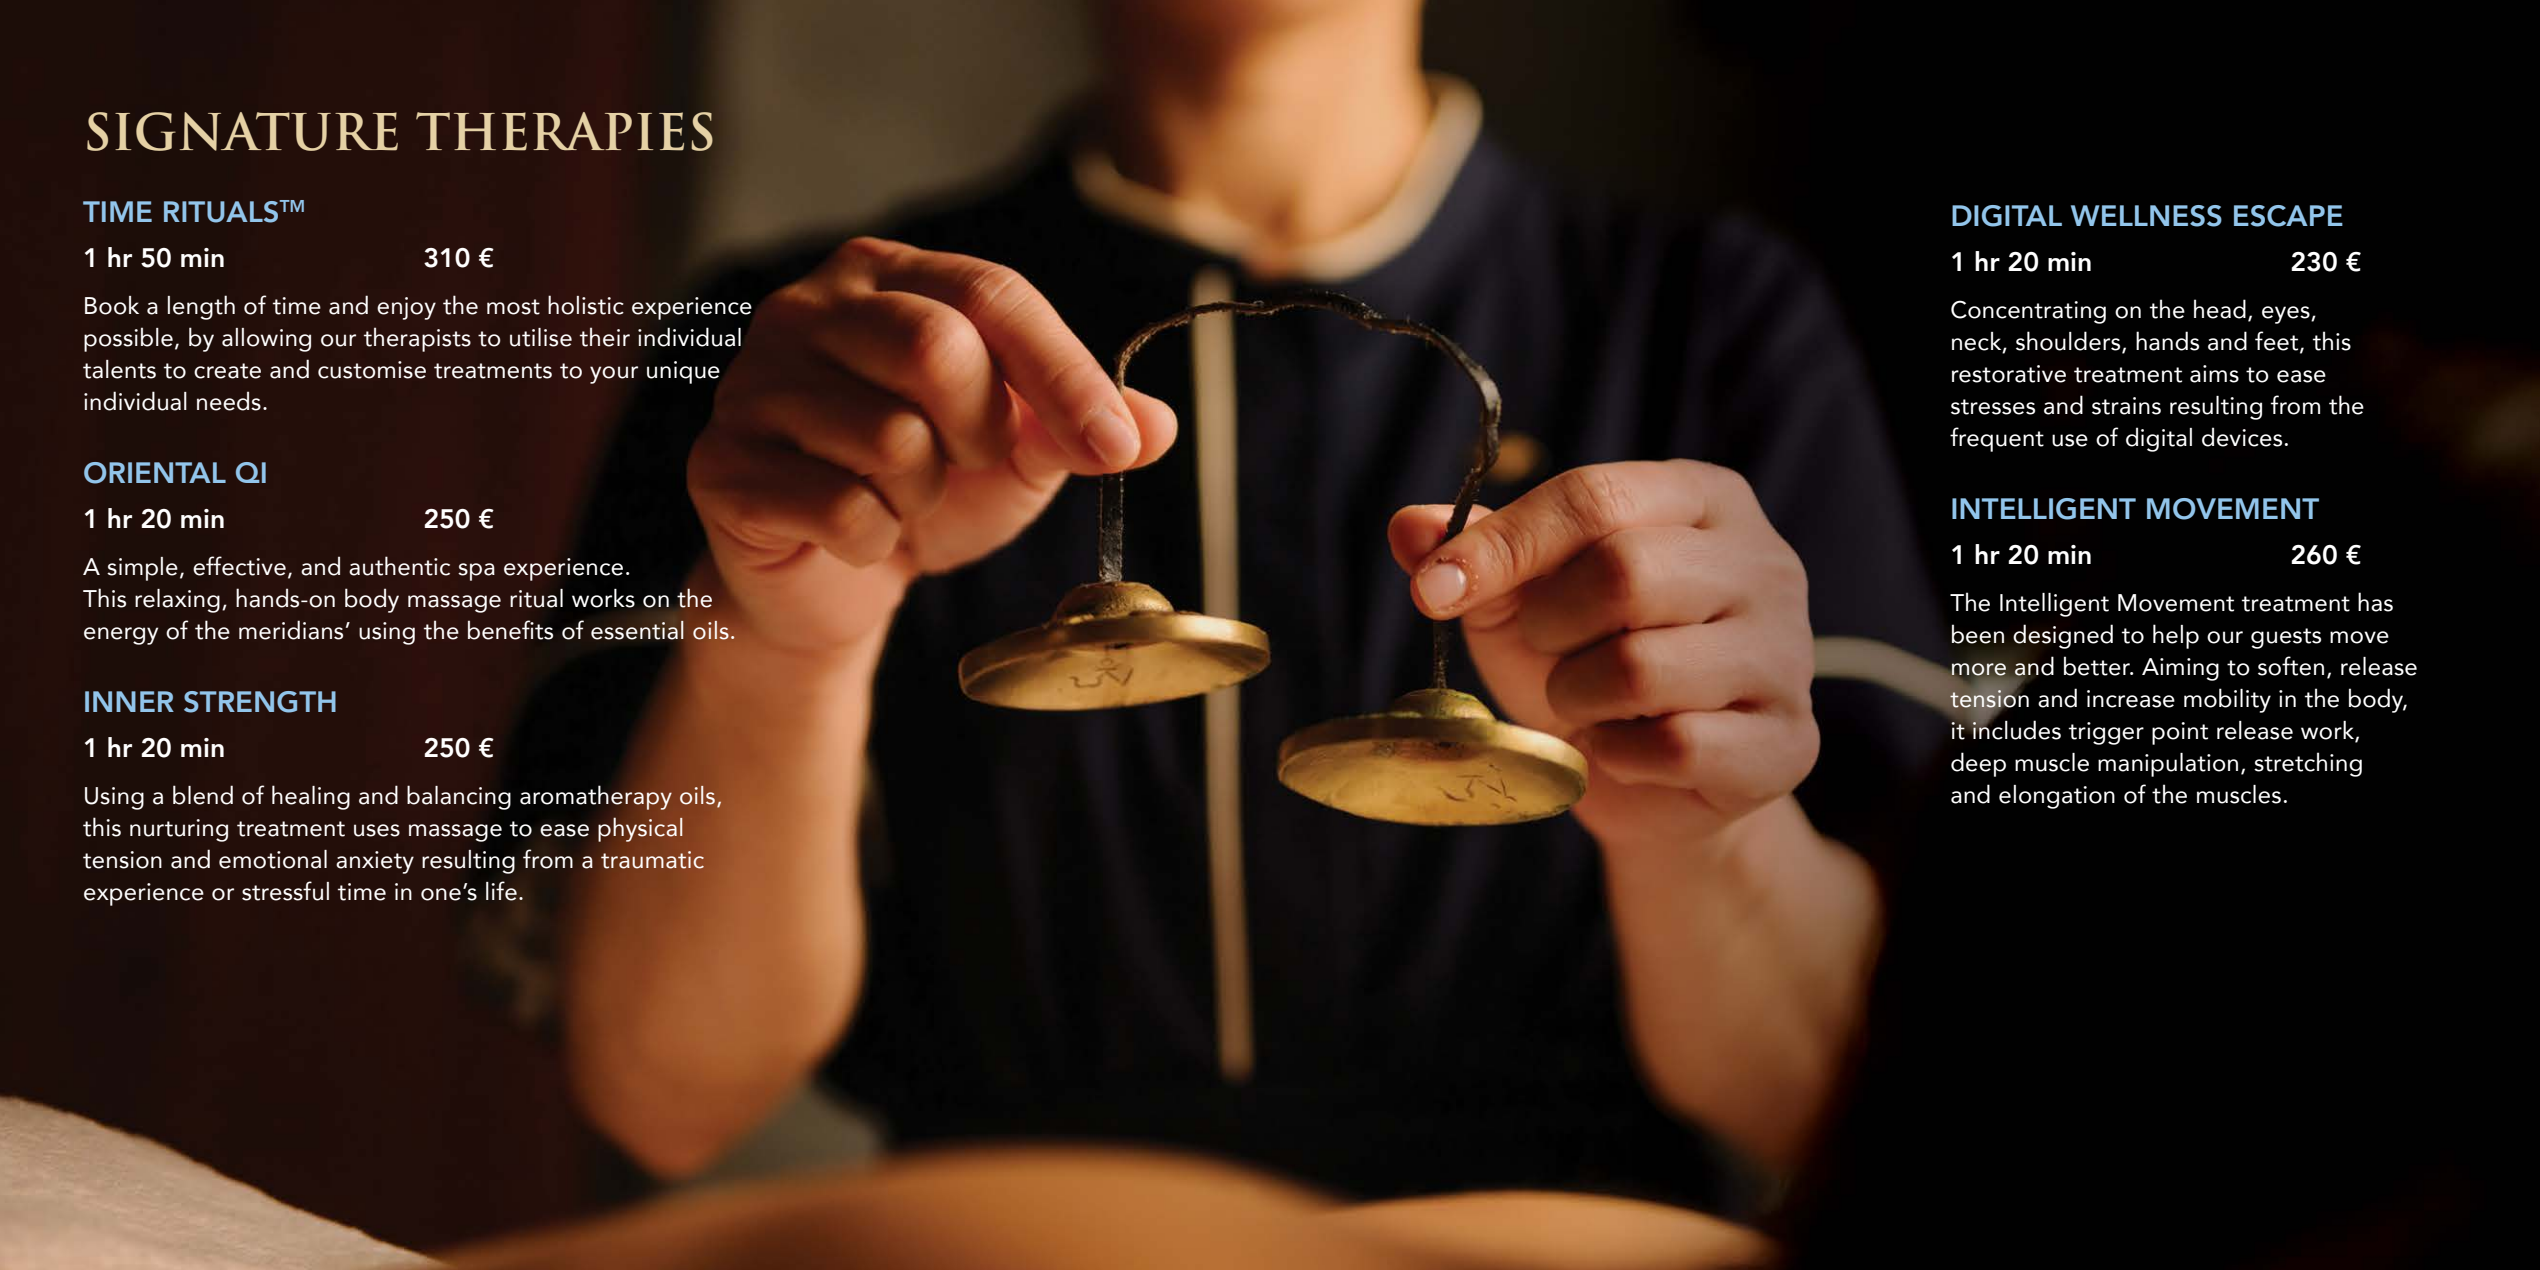 SIGNATURE THERAPIES
TIME RITUALS™
1 hr 50 min 310 €
Book a length of time and enjoy the most holistic experience
possible, by allowing our therapists to utilise their individual
talents to create and customise treatments to your unique
individual needs.
ORIENTAL QI
1 hr 20 min 250 €
A simple, effective, and authentic spa experience.
This relaxing, hands-on body massage ritual works on the
energy of the meridians’ using the benefits of essential oils.
INNER STRENGTH
1 hr 20 min 250 €
Using a blend of healing and balancing aromatherapy oils,
this nurturing treatment uses massage to ease physical
tension and emotional anxiety resulting from a traumatic
experience or stressful time in one’s life.
DIGITAL WELLNESS ESCAPE
1 hr 20 min 230 €
Concentrating on the head, eyes,
neck, shoulders, hands and feet, this
restorative treatment aims to ease
stresses and strains resulting from the
frequent use of digital devices.
INTELLIGENT MOVEMENT
1 hr 20 min 260 €
The Intelligent Movement treatment has
been designed to help our guests move
more and better. Aiming to soften, release
tension and increase mobility in the body,
it includes trigger point release work,
deep muscle manipulation, stretching
and elongation of the muscles.